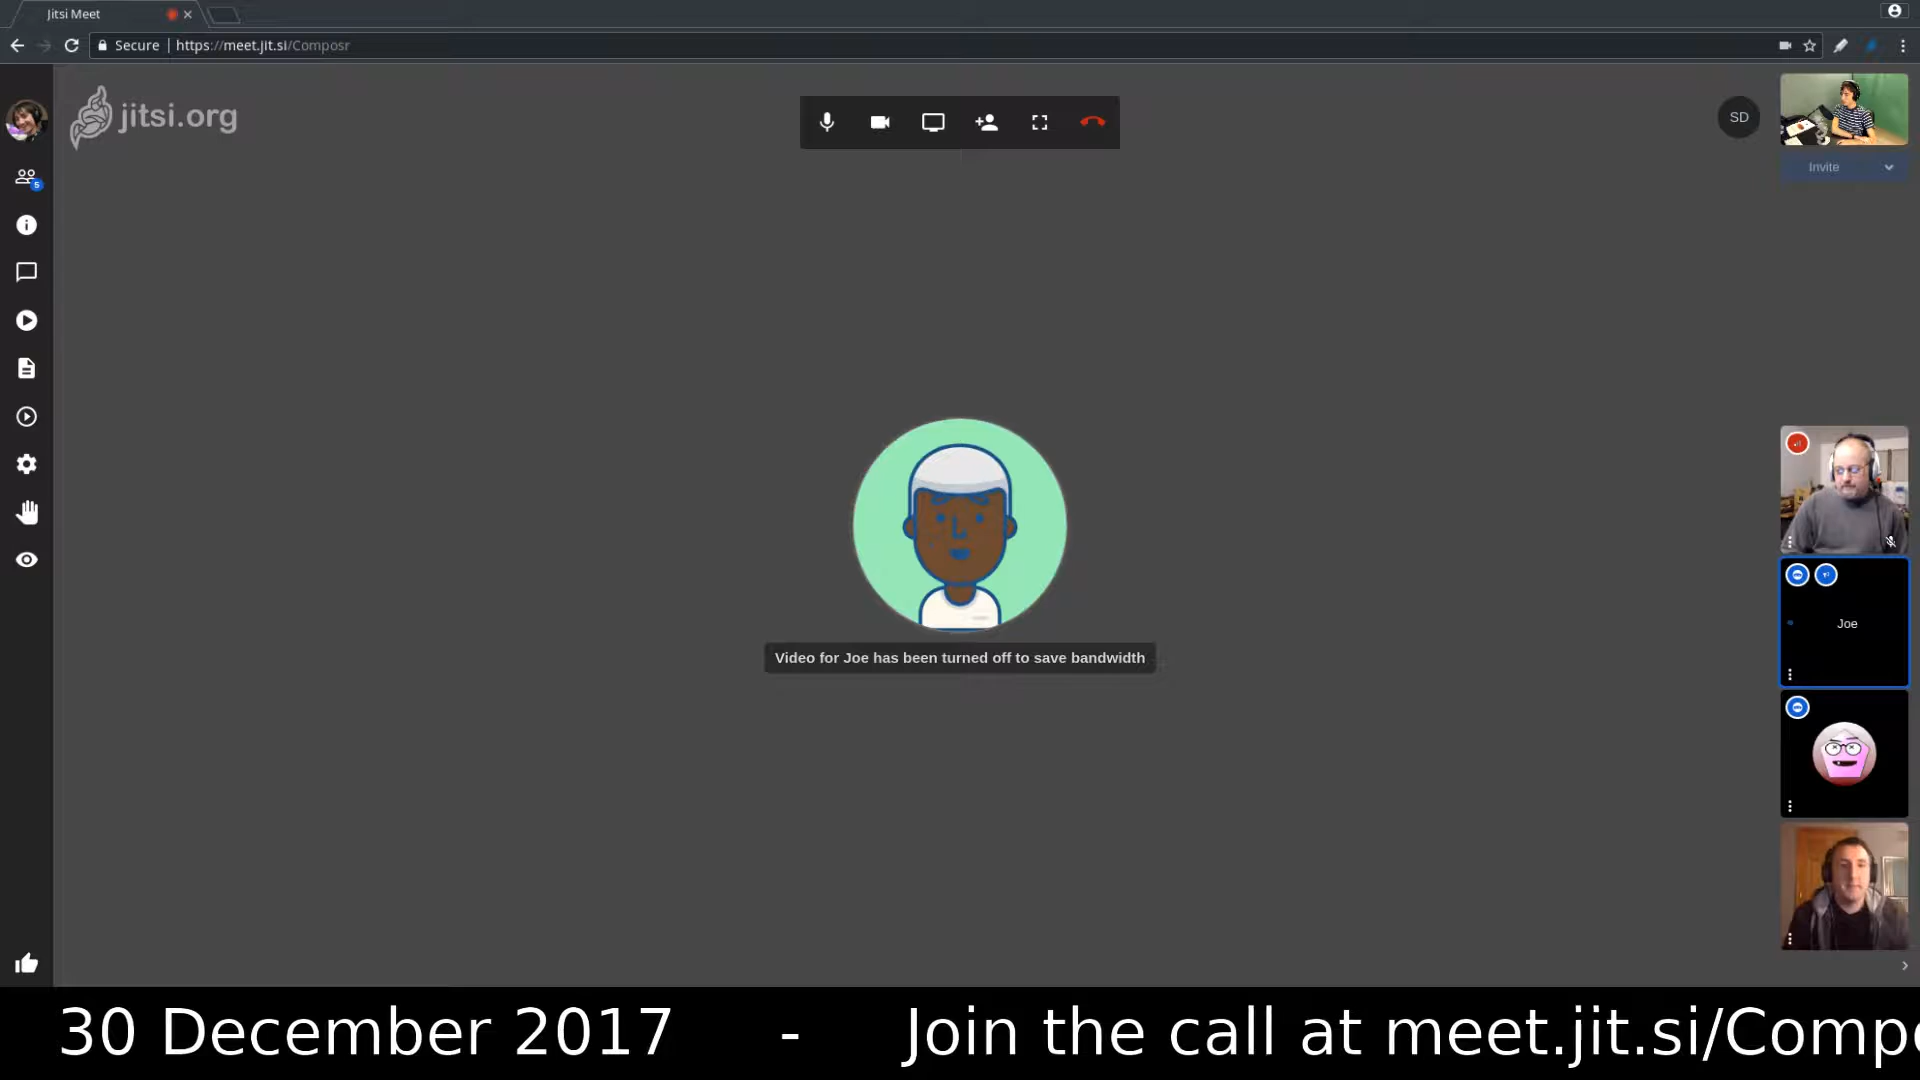 Jitsi Meet
Secure
https://meet.jit.si/Composr
jitsi.org
SD
Invite
5
Joe
Video for Joe has been turned off to save bandwidth
30 December 2017 - Join the call at meet.jit.si/Comp